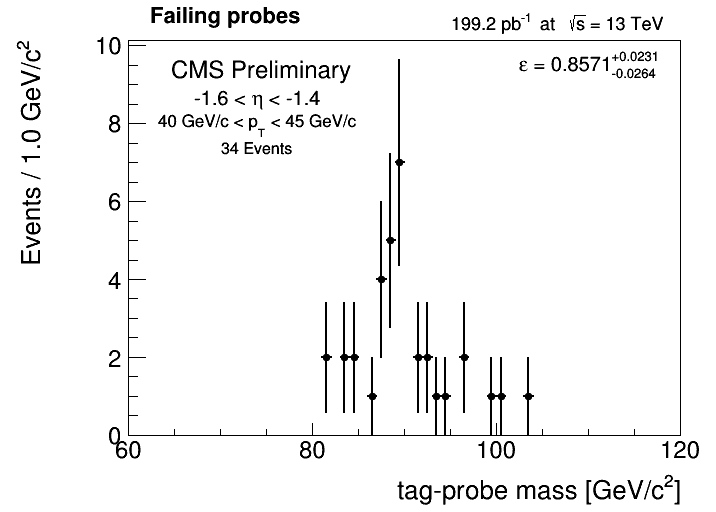 Failing probes
199.2 pb⁻¹ at √s = 13 TeV
Events / 1.0 GeV/c²
10
8
6
4
2
0
CMS Preliminary
-1.6 < η < -1.4
40 GeV/c < p_T < 45 GeV/c
34 Events
ε = 0.8571 +0.0231 -0.0264
60 80 100 120
tag-probe mass [GeV/c²]